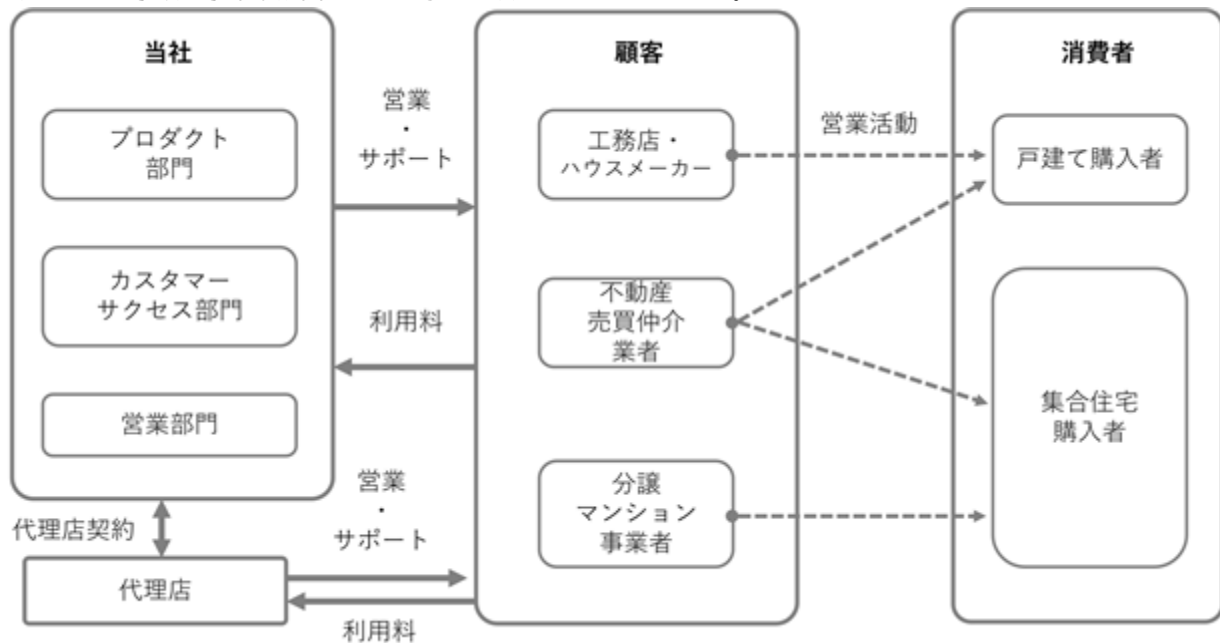 当社
プロダクト
部門
カスタマー
サクセス部門
営業部門
代理店契約
代理店
営業
・
サポート
利用料
営業
・
サポート
利用料
顧客
工務店・
ハウスメーカー
不動産
売買仲介
業者
分譲
マンション
事業者
営業活動
消費者
戸建て購入者
集合住宅
購入者